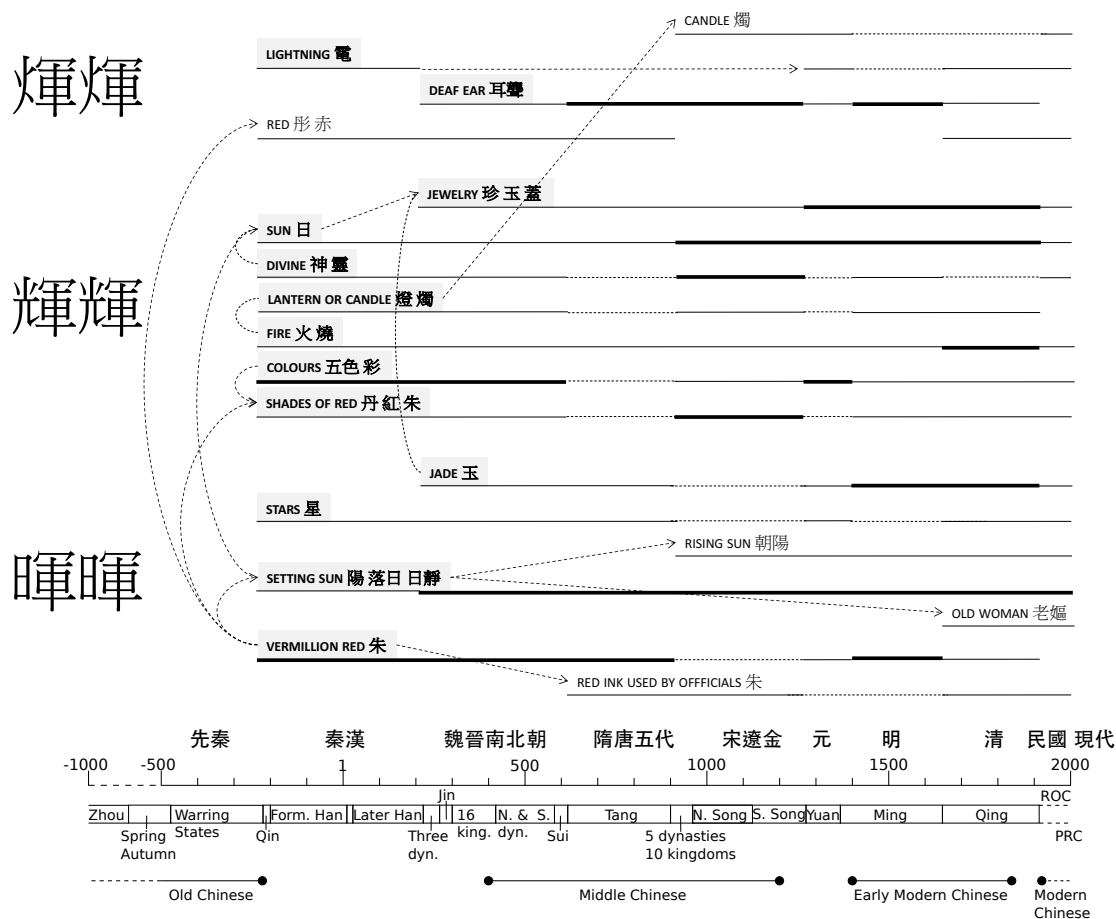 CANDLE 燭
LIGHTNING 電
煇煇
DEAF EAR 耳聾
RED 彤 赤
JEWELRY 珍 玉 蓋
SUN 日
DIVINE 神 靈
輝輝
LANTERN OR CANDLE 燈 燭
FIRE 火 燒
COLOURS 五色 彩
SHADES OF RED 丹 紅 朱
JADE 玉
STARS 星
RISING SUN 朝陽
暉暉
SETTING SUN 陽 落日 日靜
OLD WOMAN 老嫗
VERMILLION RED 朱
RED INK USED BY OFFFICIALS 朱
先秦 秦漢 魏晉南北朝 隋唐五代 宋遼金 元 明 清 民國 現代
-1000 -500 1 500 1000 1500 2000
Jin ROC
Zhou Warring States Form. Han Later Han 16 king. N. & S. dyn. Tang N. Song S. Song Yuan Ming Qing
Spring Autumn Qin Three dyn. Sui 5 dynasties 10 kingdoms PRC
Old Chinese Middle Chinese Early Modern Chinese Modern Chinese